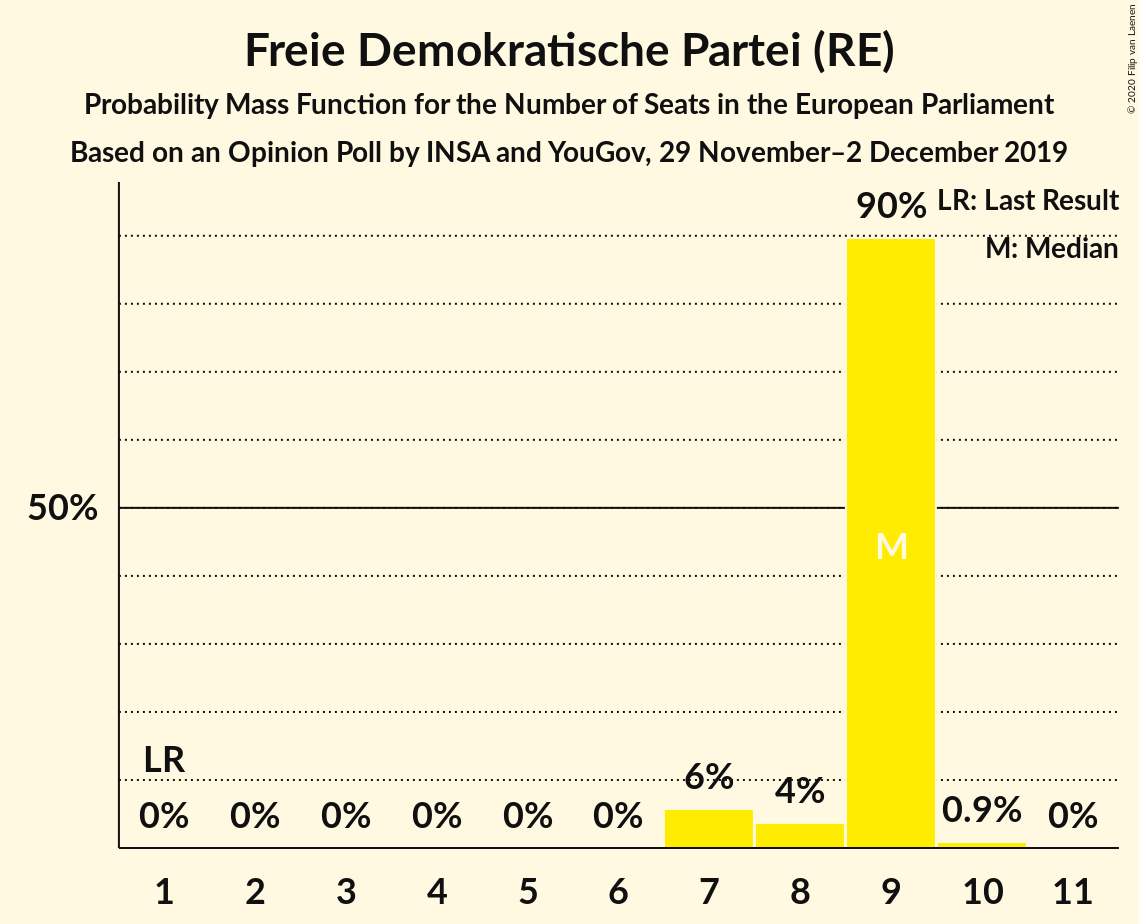 Freie Demokratische Partei (RE)
Probability Mass Function for the Number of Seats in the European Parliament
Based on an Opinion Poll by INSA and YouGov, 29 November–2 December 2019
© 2020 Filip van Laenen
90%
LR: Last Result
M: Median
50%
M
LR
0% 0% 0% 0% 0% 0% 6% 4% 0.9% 0%
1 2 3 4 5 6 7 8 9 10 11